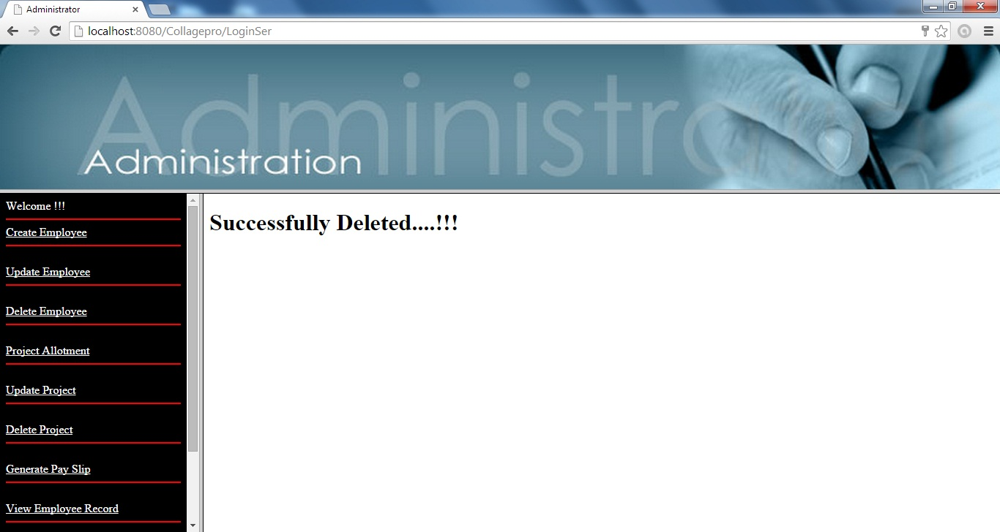 Administrator
localhost:8080/Collagepro/LoginSer
Administration
Administration
Welcome !!!
Create Employee
Update Employee
Delete Employee
Project Allotment
Update Project
Delete Project
Generate Pay Slip
View Employee Record
Successfully Deleted....!!!